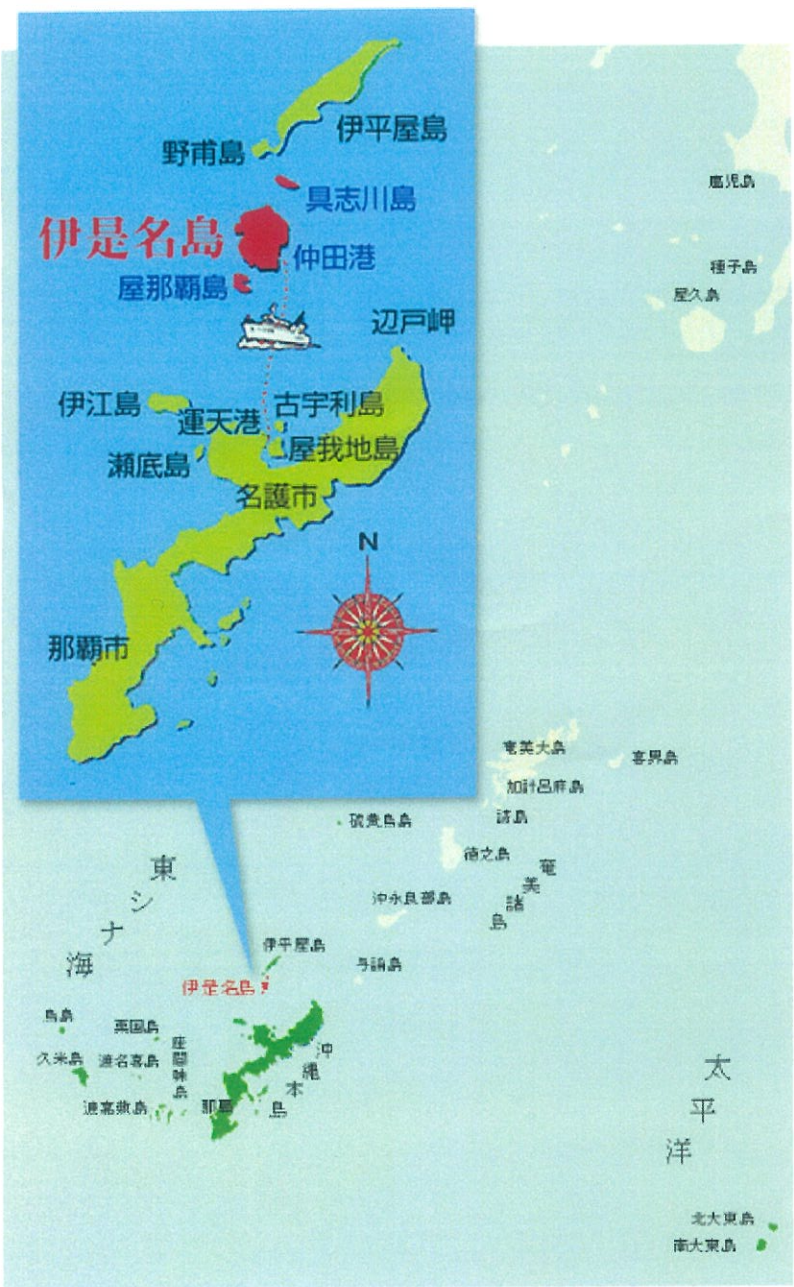 伊平屋島
野甫島
具志川島
伊是名島
仲田港
屋那覇島
辺戸岬
伊江島
運天港
古宇利島
瀬底島
屋我地島
名護市
N
那覇市
鹿児島
種子島
屋久島
奄美大島
喜界島
加計呂麻島
諸島
硫黄鳥島
徳之島
奄美諸島
沖永良部島
与論島
東シナ海
伊平屋島
伊是名島
鳥島
粟国島
久米島
渡名喜島
座間味島
渡嘉敷島
那覇
沖縄本島
太平洋
北大東島
南大東島